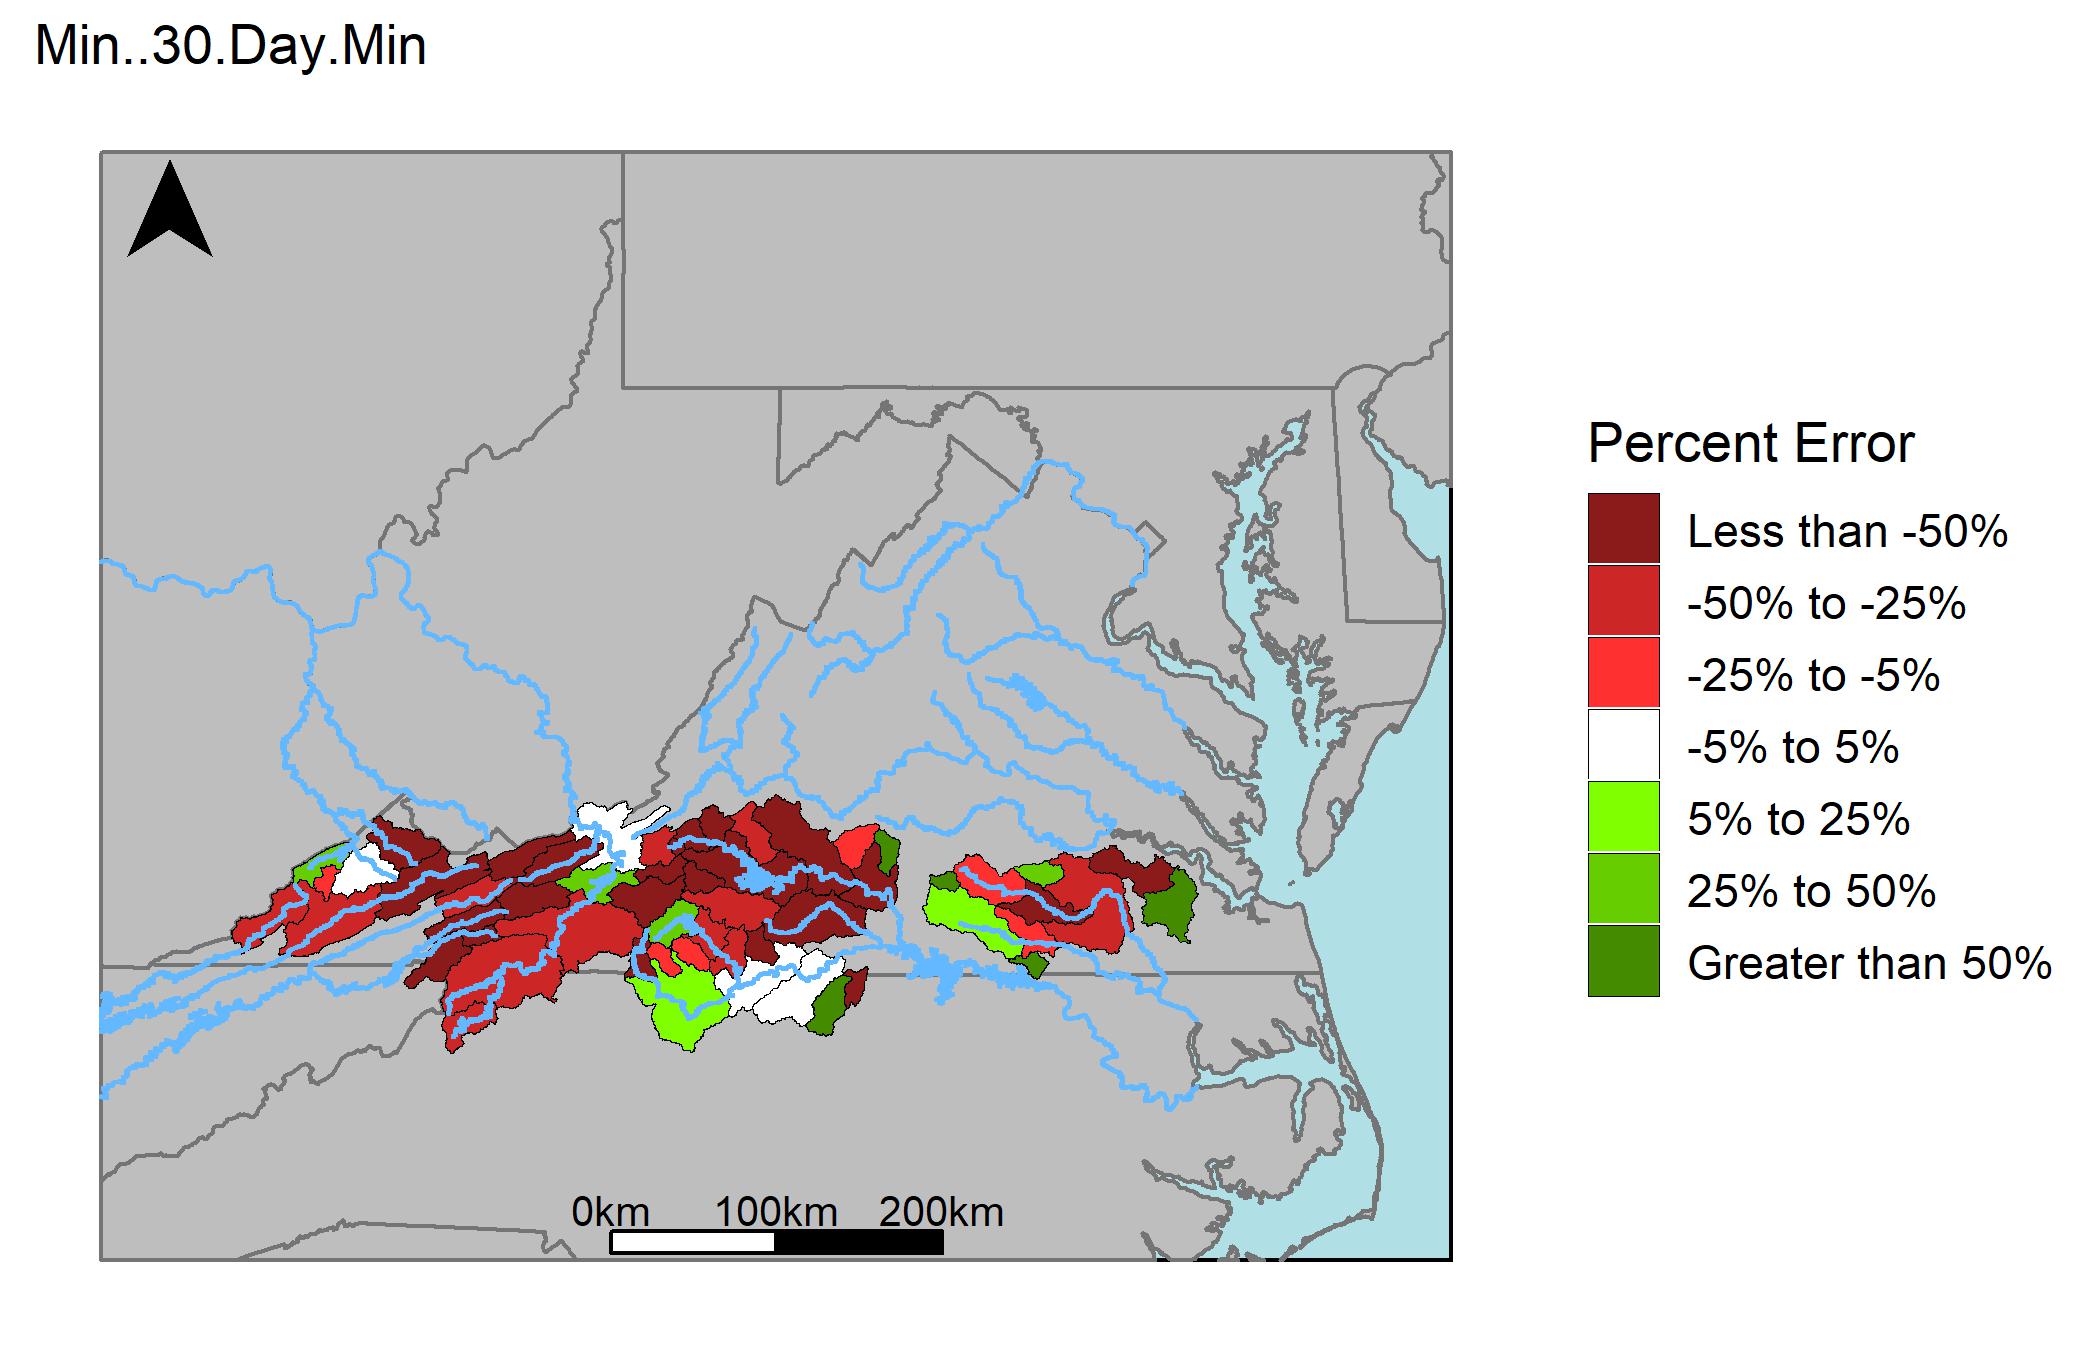 Min..30.Day.Min
Percent Error
Less than -50%
-50% to -25%
-25% to -5%
-5% to 5%
5% to 25%
25% to 50%
Greater than 50%
0km 100km 200km